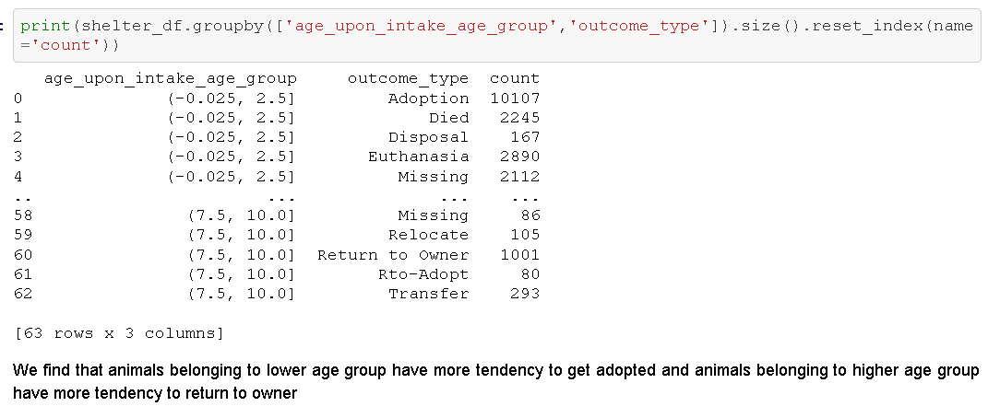 print(shelter_df.groupby(['age_upon_intake_age_group','outcome_type']).size().reset_index(name
='count'))
age_upon_intake_age_group outcome_type count
0 (-0.025, 2.5] Adoption 10107
1 (-0.025, 2.5] Died 2245
2 (-0.025, 2.5] Disposal 167
3 (-0.025, 2.5] Euthanasia 2890
4 (-0.025, 2.5] Missing 2112
.. ... ... ...
58 (7.5, 10.0] Missing 86
59 (7.5, 10.0] Relocate 105
60 (7.5, 10.0] Return to Owner 1001
61 (7.5, 10.0] Rto-Adopt 80
62 (7.5, 10.0] Transfer 293
[63 rows x 3 columns]
We find that animals belonging to lower age group have more tendency to get adopted and animals belonging to higher age group
have more tendency to return to owner